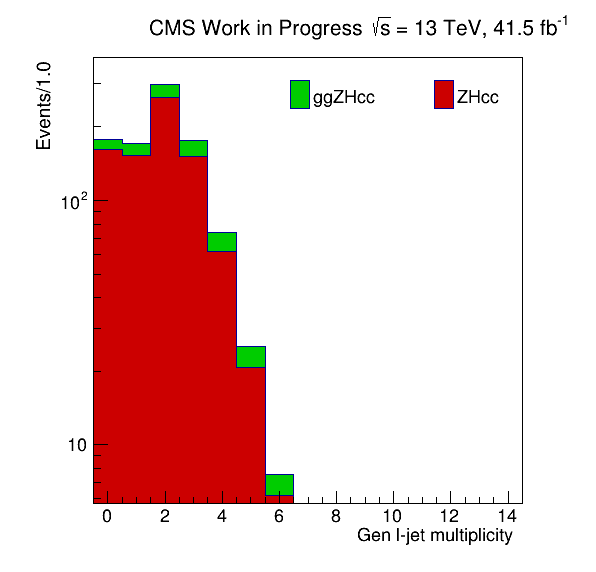 CMS Work in Progress √s = 13 TeV, 41.5 fb⁻¹
Events/1.0
ggZHcc ZHcc
10²
10
0 2 4 6 8 10 12 14
Gen l-jet multiplicity